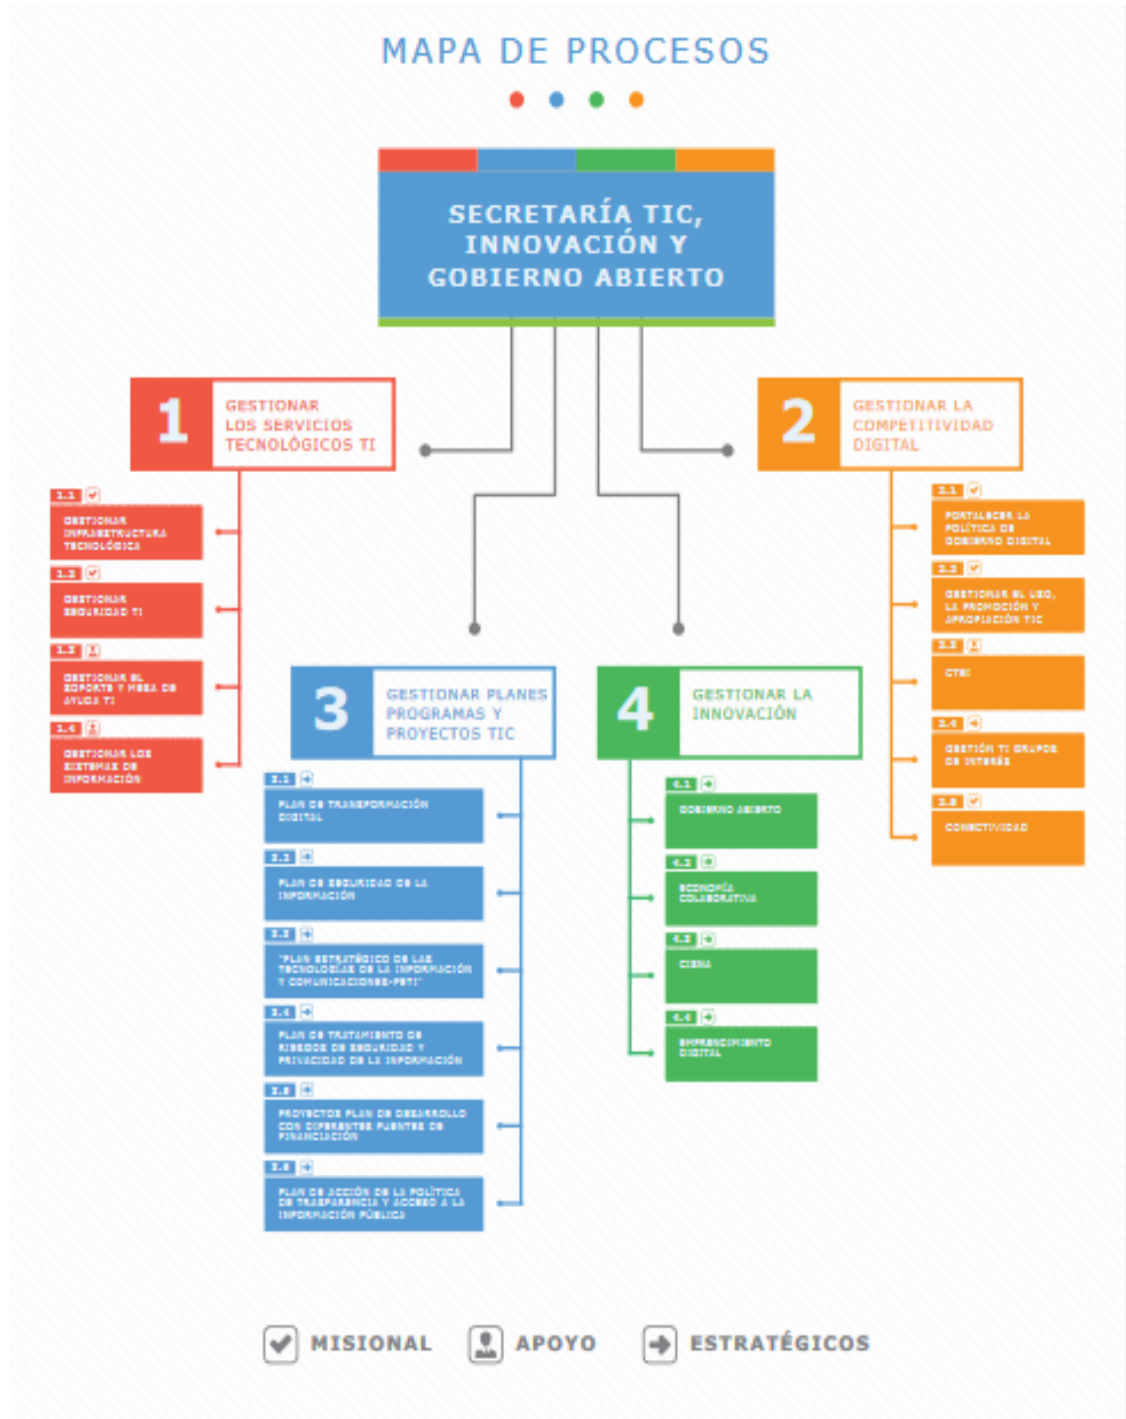 MAPA DE PROCESOS
SECRETARÍA TIC,
INNOVACIÓN Y
GOBIERNO ABIERTO
1
GESTIONAR
LOS SERVICIOS
TECNOLÓGICOS TI
1.1
GESTIONAR
INFRAESTRUCTURA
TECNOLÓGICA
1.2
GESTIONAR
SEGURIDAD TI
1.3
GESTIONAR EL
SOPORTE Y MESA DE
AYUDA TI
1.4
GESTIONAR LOS
SISTEMAS DE
INFORMACIÓN
2
GESTIONAR LA
COMPETITIVIDAD
DIGITAL
2.1
FORTALECER LA
POLÍTICA DE
GOBIERNO DIGITAL
2.2
GESTIONAR EL USO,
LA PROMOCIÓN Y
APROPIACIÓN TIC
2.3
CTEI
2.4
GESTIÓN TI GRUPOS
DE INTERÉS
2.5
CONECTIVIDAD
3
GESTIONAR PLANES
PROGRAMAS Y
PROYECTOS TIC
3.1
PLAN DE TRANSFORMACIÓN
DIGITAL
3.2
PLAN DE SEGURIDAD DE LA
INFORMACIÓN
3.3
"PLAN ESTRATÉGICO DE LAS
TECNOLOGÍAS DE LA INFORMACIÓN
Y COMUNICACIONES-PETI"
3.4
PLAN DE TRATAMIENTO DE
RIESGOS DE SEGURIDAD Y
PRIVACIDAD DE LA INFORMACIÓN
3.5
PROYECTOS PLAN DE DESARROLLO
CON DIFERENTES FUENTES DE
FINANCIACIÓN
3.6
PLAN DE ACCIÓN DE LA POLÍTICA
DE TRASPARENCIA Y ACCESO A LA
INFORMACIÓN PÚBLICA
4
GESTIONAR LA
INNOVACIÓN
4.1
GOBIERNO ABIERTO
4.2
ECONOMÍA
COLABORATIVA
4.3
4.4
EMPRENDIMIENTO
DIGITAL
MISIONAL
APOYO
ESTRATÉGICOS